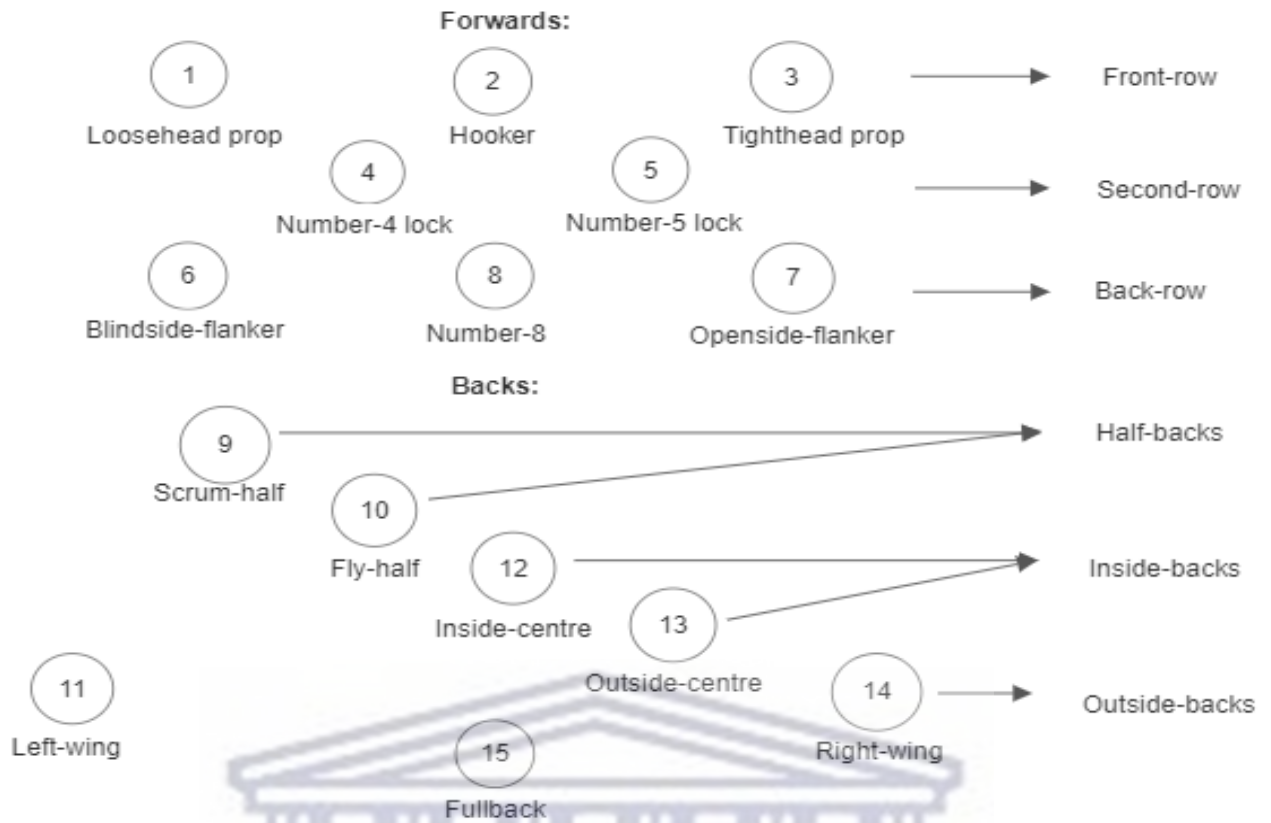 Forwards:
1 2 3 Front-row
Loosehead prop Hooker Tighthead prop
4 5 Second-row
Number-4 lock Number-5 lock
6 8 7 Back-row
Blindside-flanker Number-8 Openside-flanker
Backs:
9 Half-backs
Scrum-half
10
Fly-half 12 Inside-backs
Inside-centre 13
Outside-centre
11 14 Outside-backs
Left-wing 15 Right-wing
Fullback